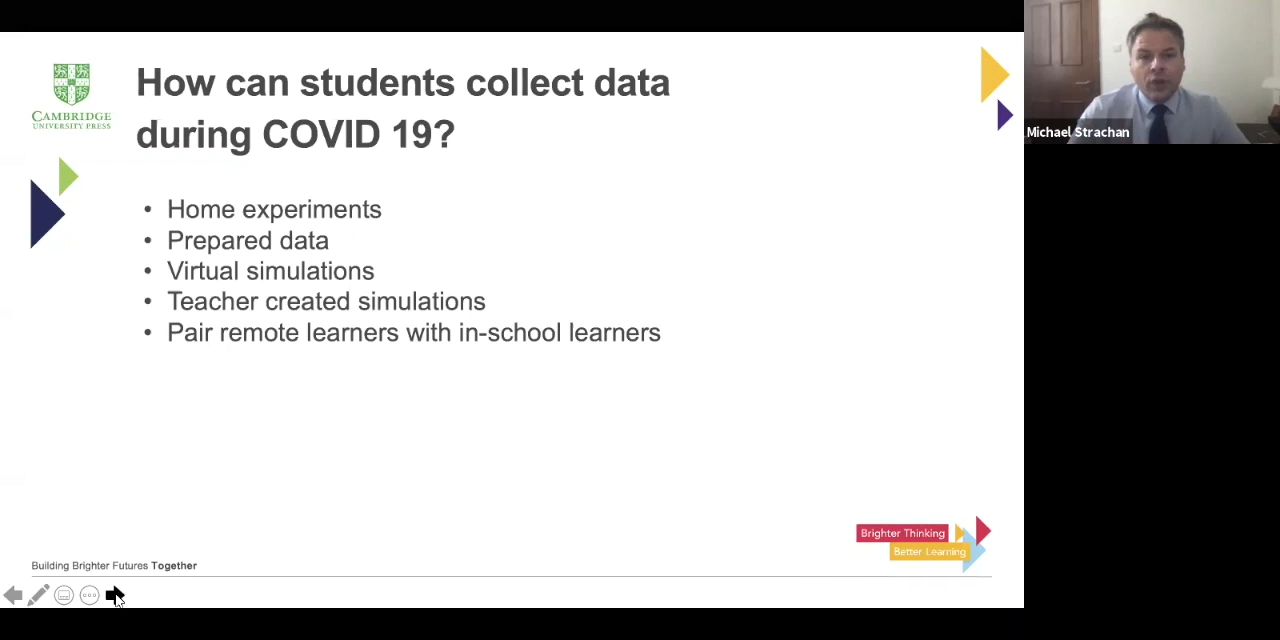 CAMBRIDGE
UNIVERSITY PRESS
How can students collect data
during COVID 19?
• Home experiments
• Prepared data
• Virtual simulations
• Teacher created simulations
• Pair remote learners with in-school learners
Michael Strachan
Brighter Thinking
Better Learning
Building Brighter Futures Together